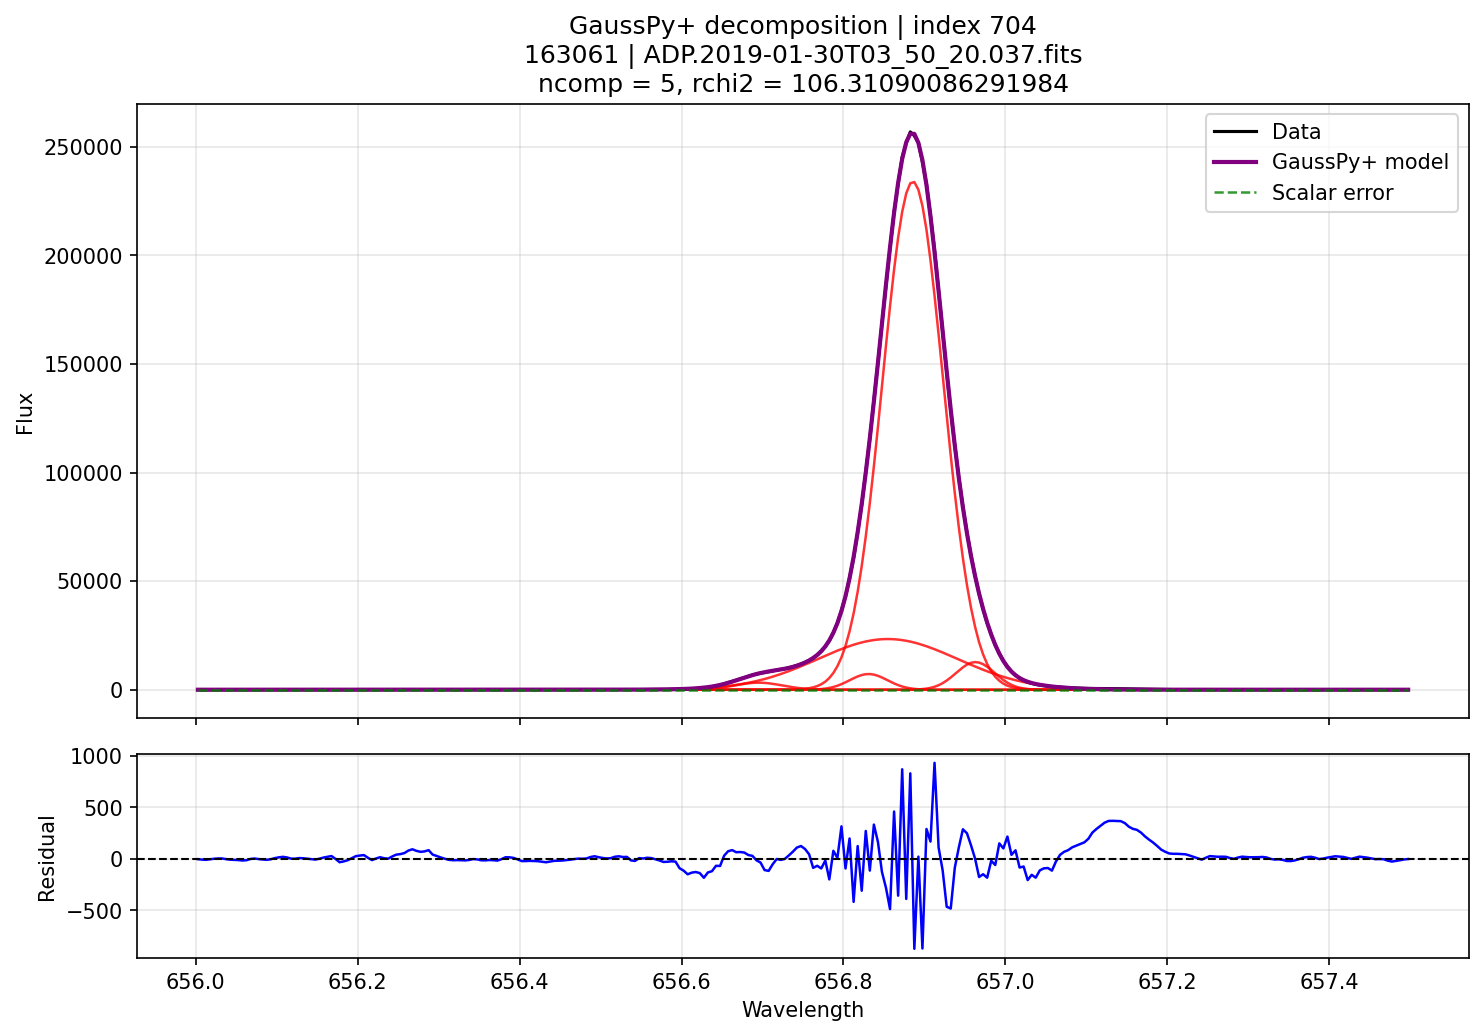 GaussPy+ decomposition | index 704
163061 | ADP.2019-01-30T03_50_20.037.fits
ncomp = 5, rchi2 = 106.31090086291984
Data
GaussPy+ model
Scalar error
Flux
250000
200000
150000
100000
50000
0
Residual
1000
500
0
−500
656.0 656.2 656.4 656.6 656.8 657.0 657.2 657.4
Wavelength